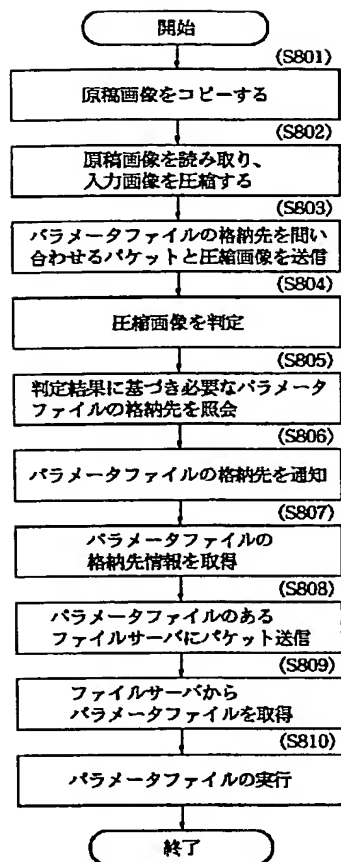 開始
(S801)
原稿画像をコピーする
(S802)
原稿画像を読み取り、
入力画像を圧縮する
(S803)
パラメータファイルの格納先を問い
合わせるパケットと圧縮画像を送信
(S804)
圧縮画像を判定
(S805)
判定結果に基づき必要なパラメータ
ファイルの格納先を照会
(S806)
パラメータファイルの格納先を通知
(S807)
パラメータファイルの
格納先情報を取得
(S808)
パラメータファイルのある
ファイルサーバにパケット送信
(S809)
ファイルサーバから
パラメータファイルを取得
(S810)
パラメータファイルの実行
終了